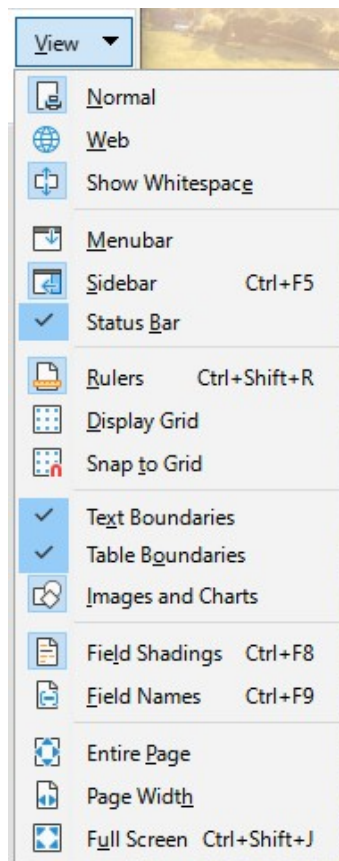 View
Normal
Web
Show Whitespace
Menubar
Sidebar Ctrl+F5
Status Bar
Rulers Ctrl+Shift+R
Display Grid
Snap to Grid
Text Boundaries
Table Boundaries
Images and Charts
Field Shadings Ctrl+F8
Field Names Ctrl+F9
Entire Page
Page Width
Full Screen Ctrl+Shift+J